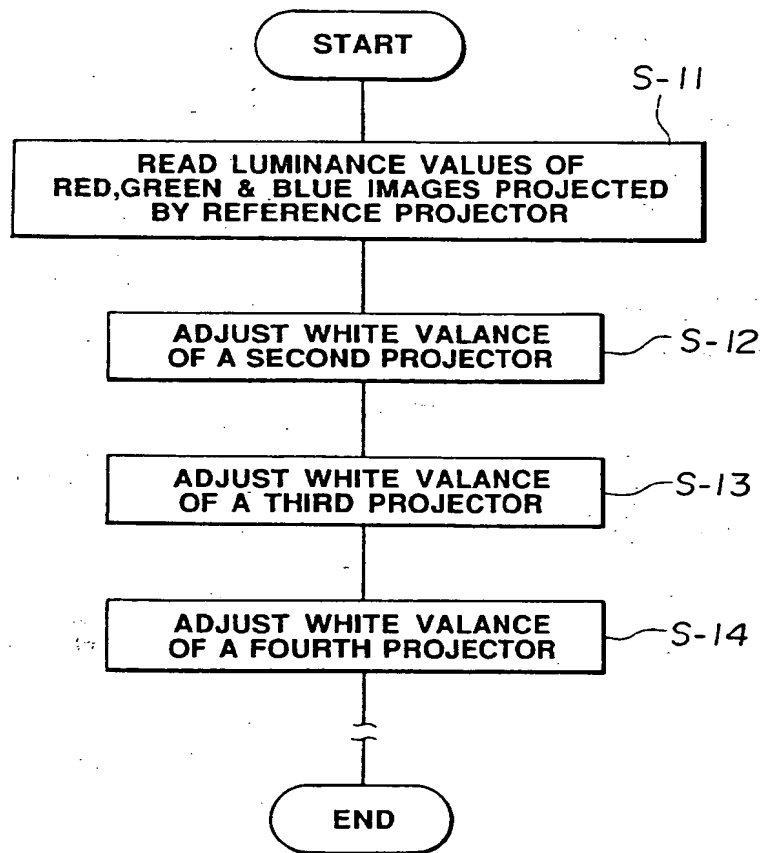 START
S-11
READ LUMINANCE VALUES OF
RED,GREEN & BLUE IMAGES PROJECTED
BY REFERENCE PROJECTOR
ADJUST WHITE VALANCE
OF A SECOND PROJECTOR
S-12
ADJUST WHITE VALANCE
OF A THIRD PROJECTOR
S-13
ADJUST WHITE VALANCE
OF A FOURTH PROJECTOR
S-14
END